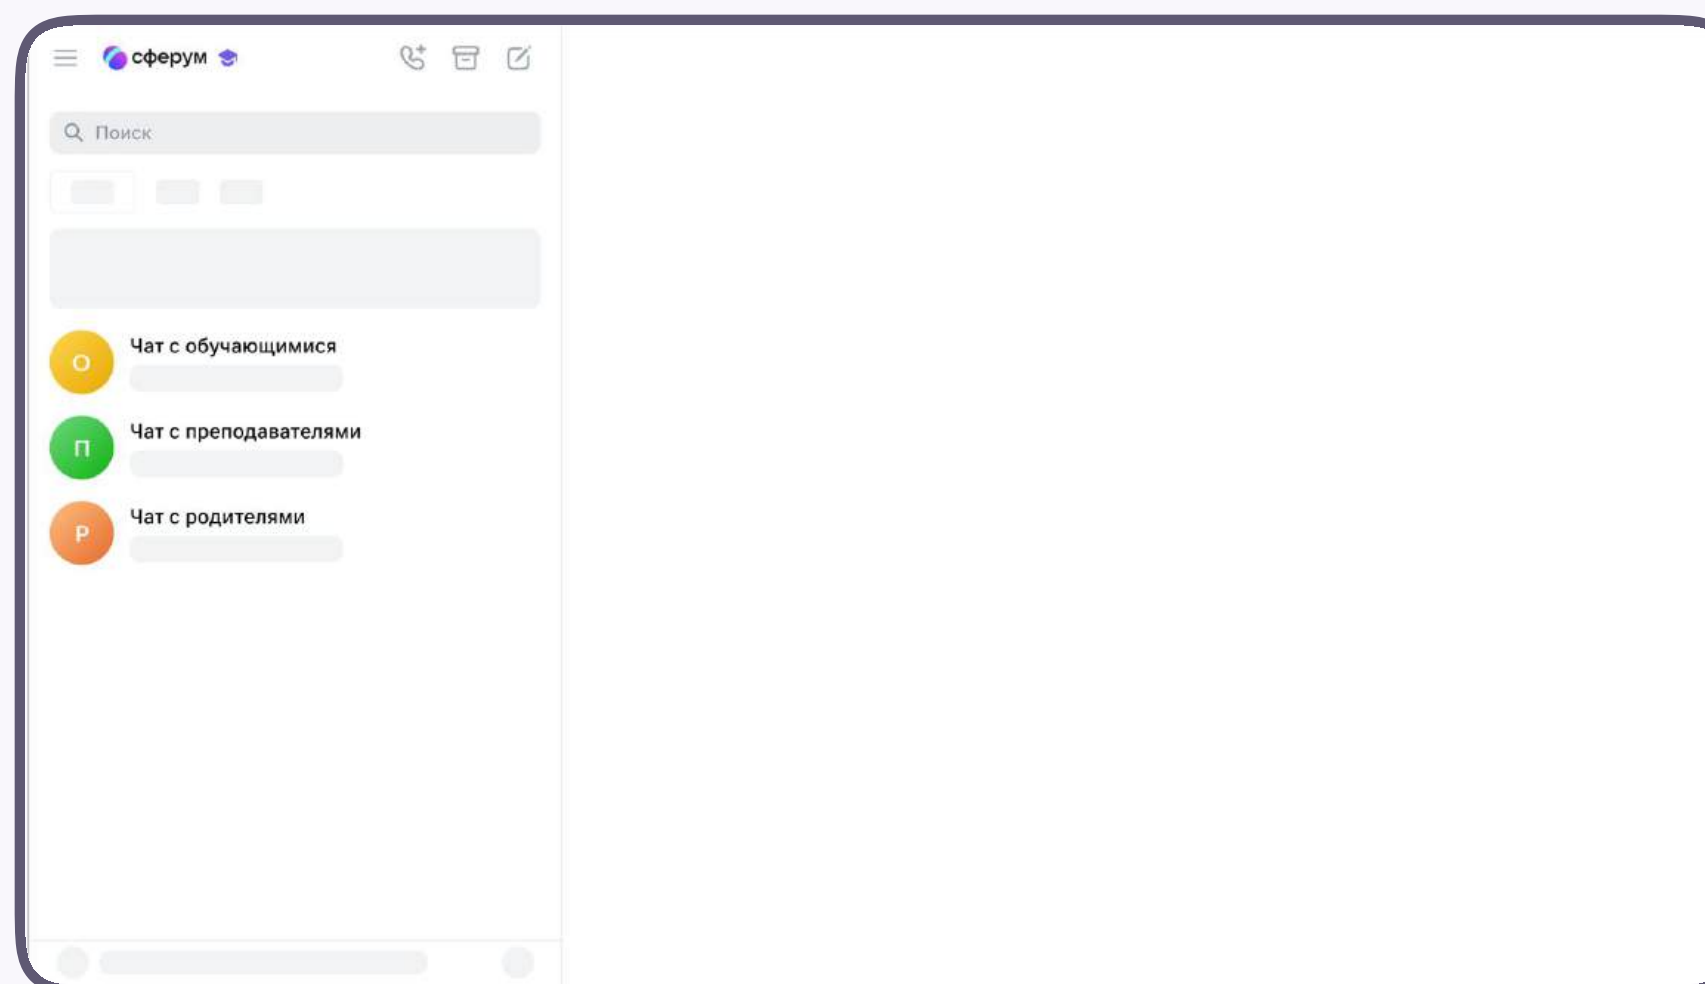 сферум
Поиск
О
Чат с обучающимися
П
Чат с преподавателями
Р
Чат с родителями